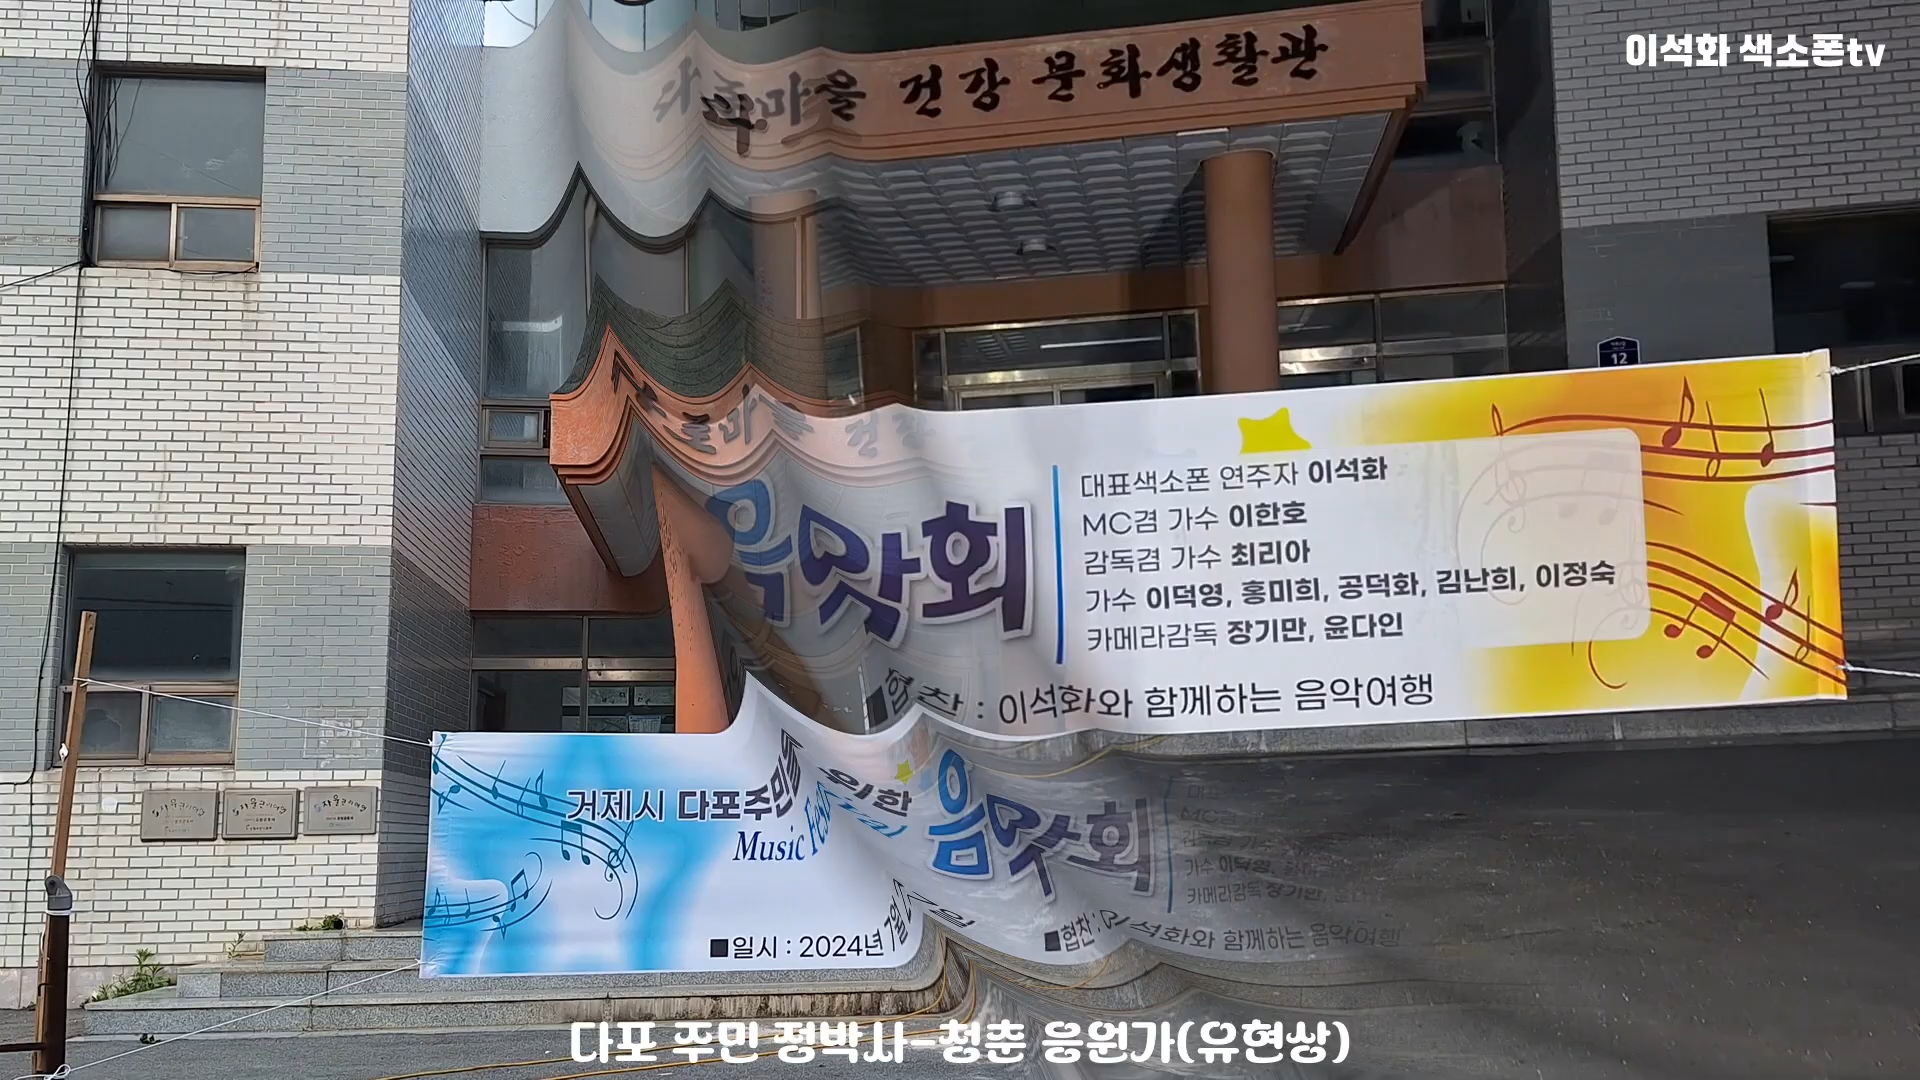 이석화 색소폰tv
마을 건강 문화생활관
12
음악회
대표색소폰 연주자 이석화
MC겸 가수 이한호
감독겸 가수 최리아
가수 이덕영, 홍미희, 공덕화, 김난희, 이정숙
카메라감독 장기만, 윤다인
■협찬 : 이석화와 함께하는 음악여행
거제시 다포주민을 위한
Music Festival
음악회
가수 이덕영,
카메라감독 장기만, 윤다
■일시 : 2024년 7월
■협찬 : 이석화와 함께하는 음악여행
다포 주민 정박사-청춘 응원가(유현상)